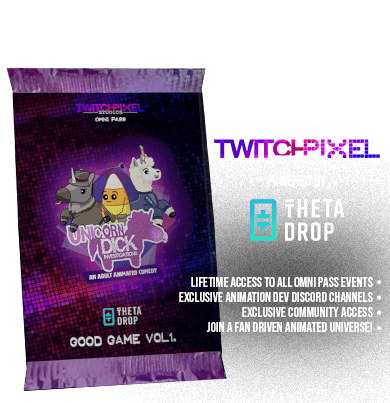 TWITCHPIXEL
STUDIOS
OMNI PASS
UNICORN
DICK
INVESTIGATIONS
AN ADULT ANIMATED COMEDY
THETA
DROP
GOOD GAME VOL1.
TWITCHPIXEL
THETA
DROP
LIFETIME ACCESS TO ALL OMNI PASS EVENTS •
EXCLUSIVE ANIMATION DEV DISCORD CHANNELS •
EXCLUSIVE COMMUNITY ACCESS •
JOIN A FAN DRIVEN ANIMATED UNIVERSE! •